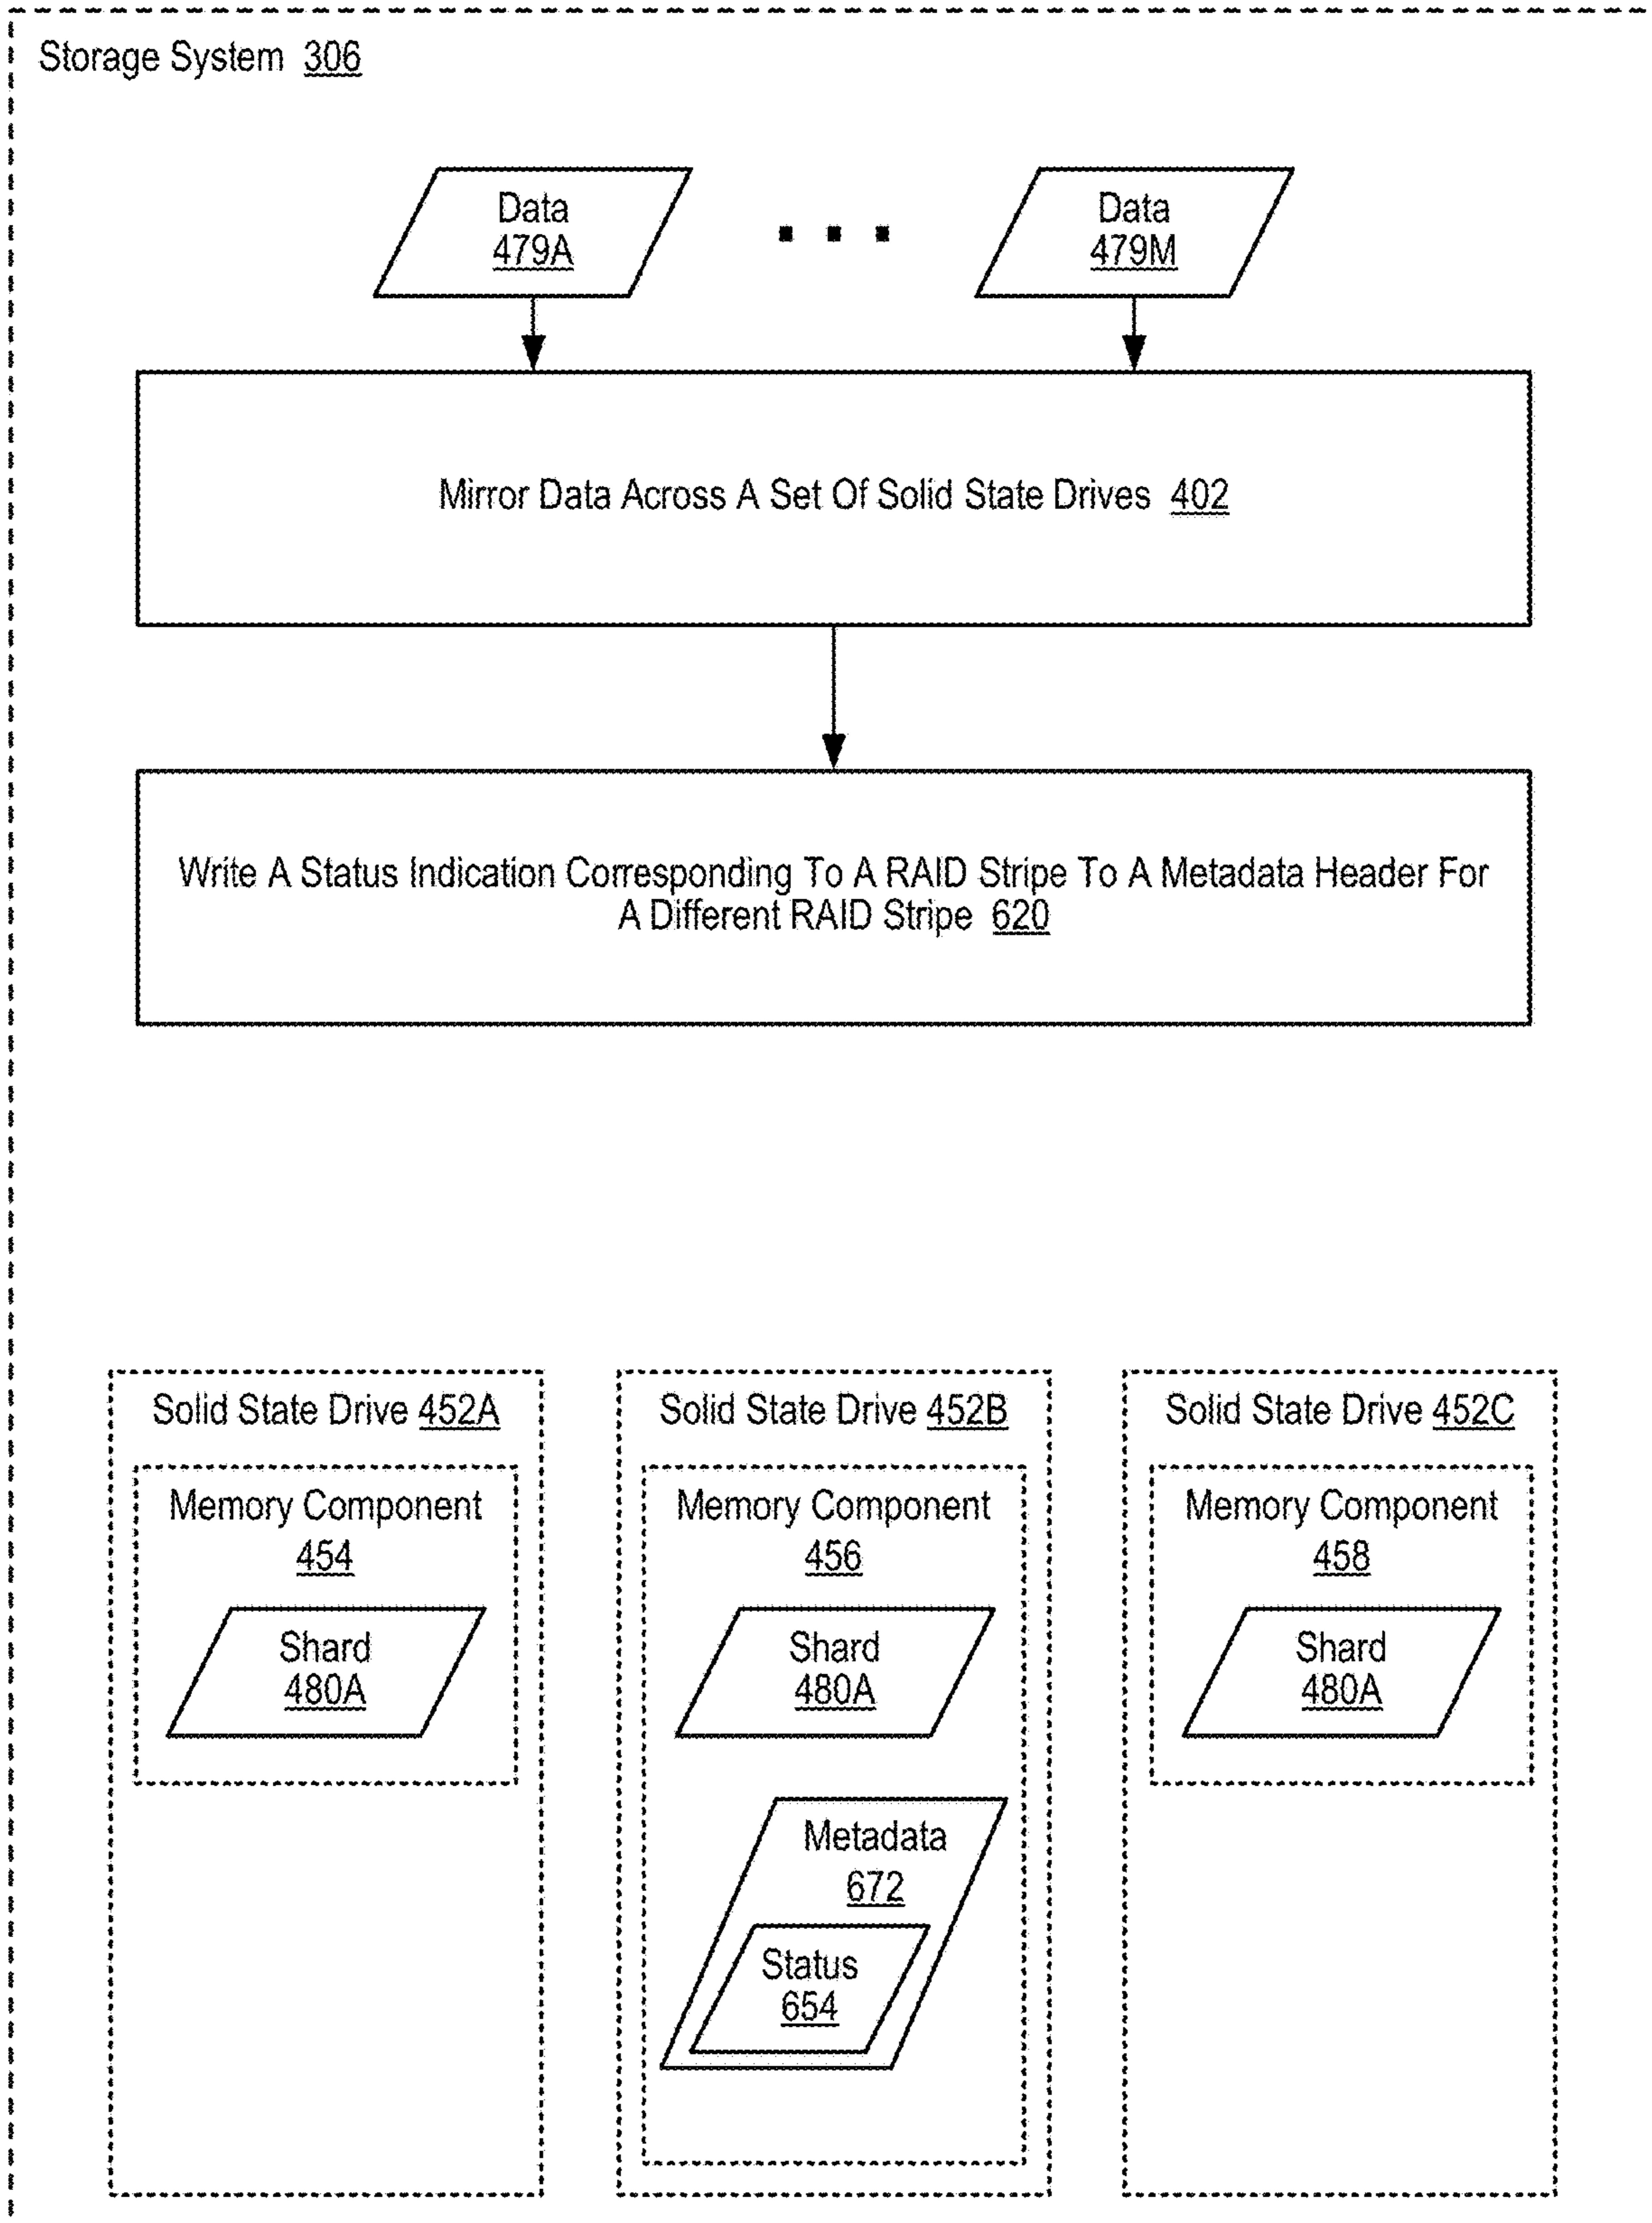 Storage System 306
Data
479A
Data
479M
Mirror Data Across A Set Of Solid State Drives 402
Write A Status Indication Corresponding To A RAID Stripe To A Metadata Header For
A Different RAID Stripe 620
Solid State Drive 452A
Memory Component
454
Shard
480A
Solid State Drive 452B
Memory Component
456
Shard
480A
Metadata
672
Status
654
Solid State Drive 452C
Memory Component
458
Shard
480A